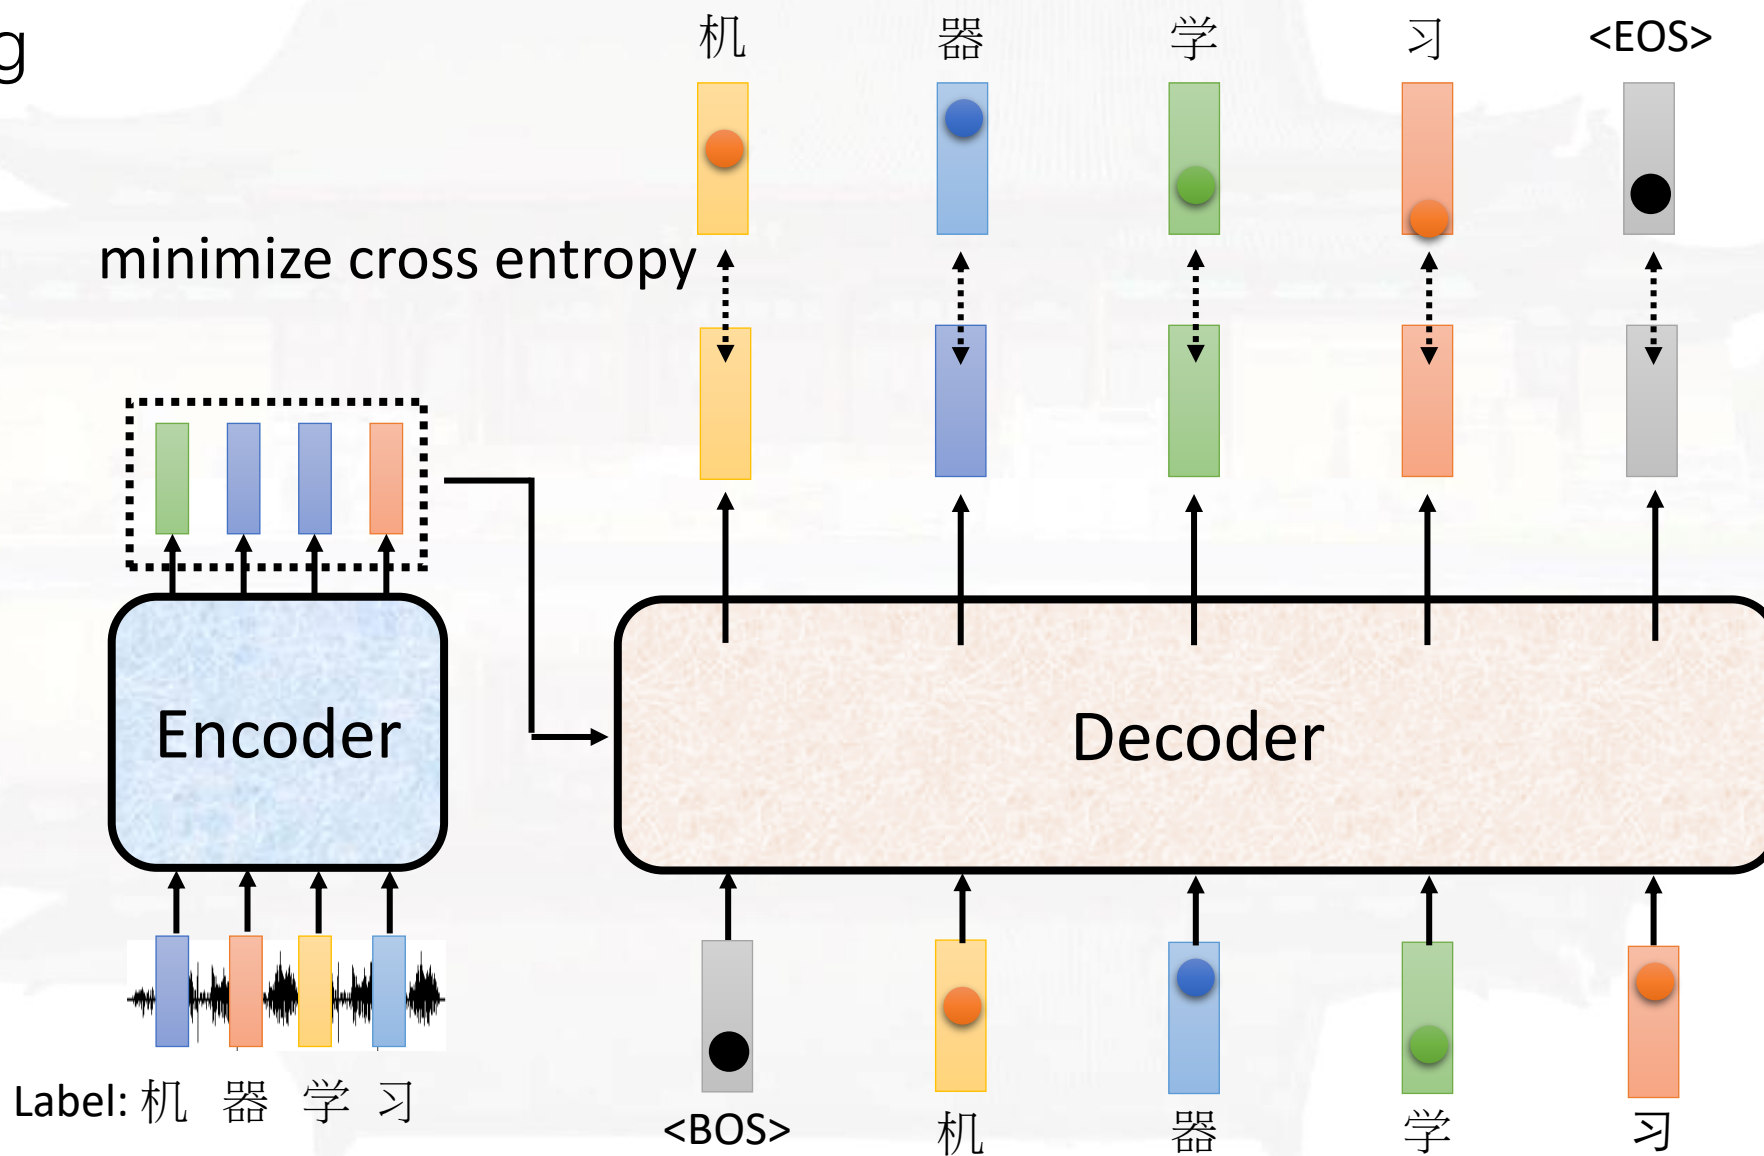 g
机 器 学 习 <EOS>
minimize cross entropy
Encoder
Decoder
Label: 机 器 学 习
<BOS> 机 器 学 习